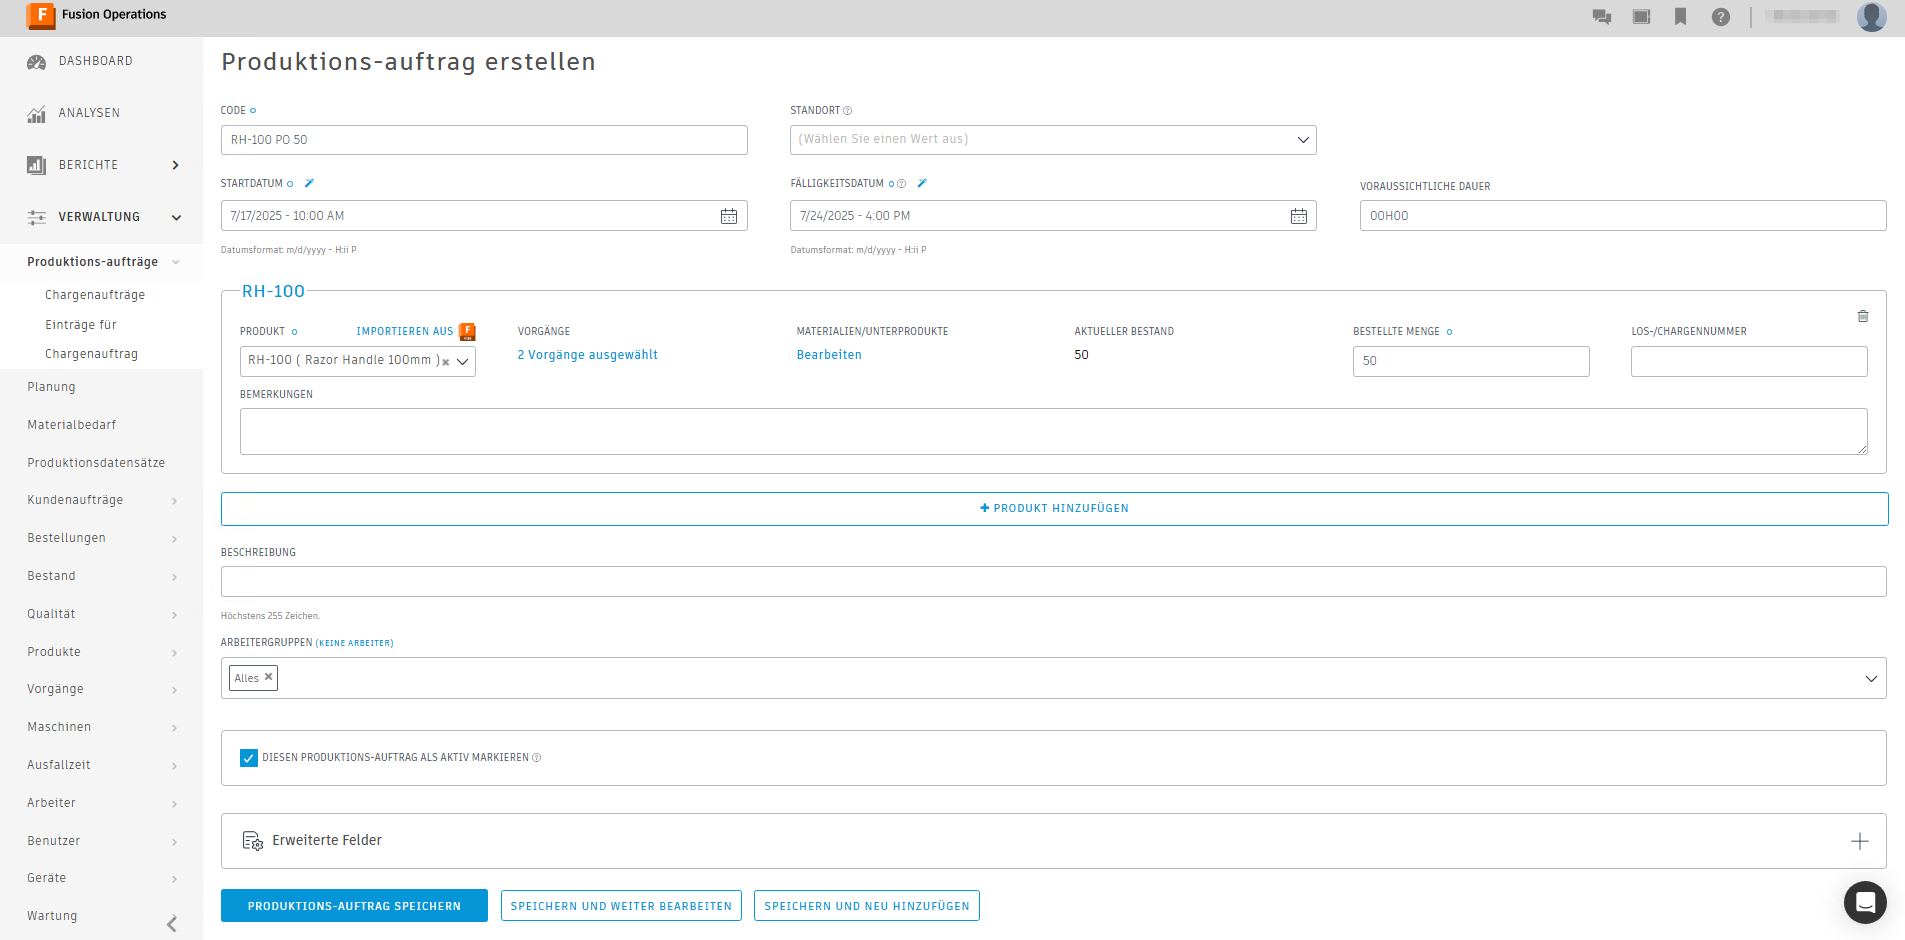 Fusion Operations
DASHBOARD
ANALYSEN
BERICHTE
VERWALTUNG
Produktions-aufträge
Chargenaufträge
Einträge für
Chargenauftrag
Planung
Materialbedarf
Produktionsdatensätze
Kundenaufträge
Bestellungen
Bestand
Qualität
Produkte
Vorgänge
Maschinen
Ausfallzeit
Arbeiter
Benutzer
Geräte
Wartung
Produktions-auftrag erstellen
CODE
STANDORT
RH-100 PO 50
(Wählen Sie einen Wert aus)
STARTDATUM
FÄLLIGKEITSDATUM
VORAUSSICHTLICHE DAUER
7/17/2025 - 10:00 AM
7/24/2025 - 4:00 PM
00H00
Datumsformat: m/d/yyyy - H:ii P
Datumsformat: m/d/yyyy - H:ii P
RH-100
PRODUKT
IMPORTIEREN AUS
VORGÄNGE
MATERIALIEN/UNTERPRODUKTE
AKTUELLER BESTAND
BESTELLTE MENGE
LOS-/CHARGENNUMMER
RH-100 ( Razor Handle 100mm )
2 Vorgänge ausgewählt
Bearbeiten
50
50
BEMERKUNGEN
PRODUKT HINZUFÜGEN
BESCHREIBUNG
Höchstens 255 Zeichen.
ARBEITERGRUPPEN (KEINE ARBEITER)
Alles
DIESEN PRODUKTIONS-AUFTRAG ALS AKTIV MARKIEREN
Erweiterte Felder
PRODUKTIONS-AUFTRAG SPEICHERN
SPEICHERN UND WEITER BEARBEITEN
SPEICHERN UND NEU HINZUFÜGEN